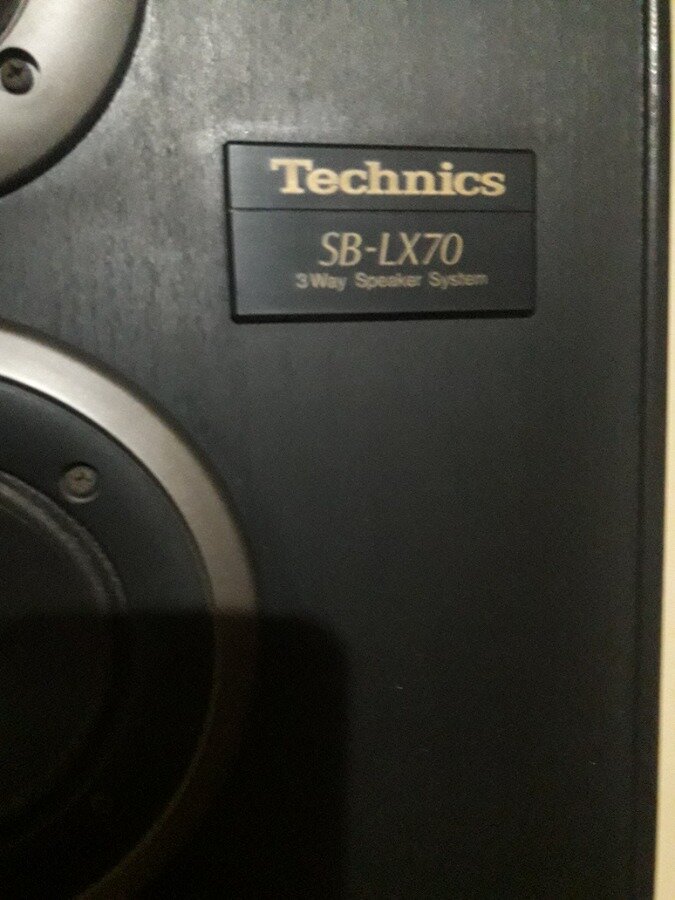 Technics
SB-LX70
3 Way Speaker System